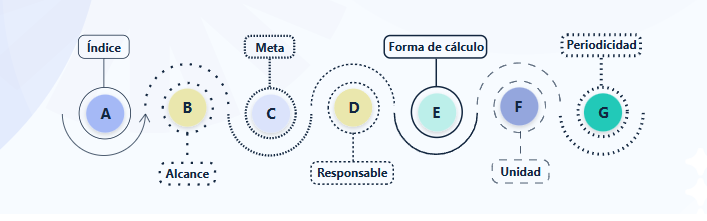 Índice
Meta
Forma de cálculo
Periodicidad
A
B
C
D
E
F
G
Alcance
Responsable
Unidad